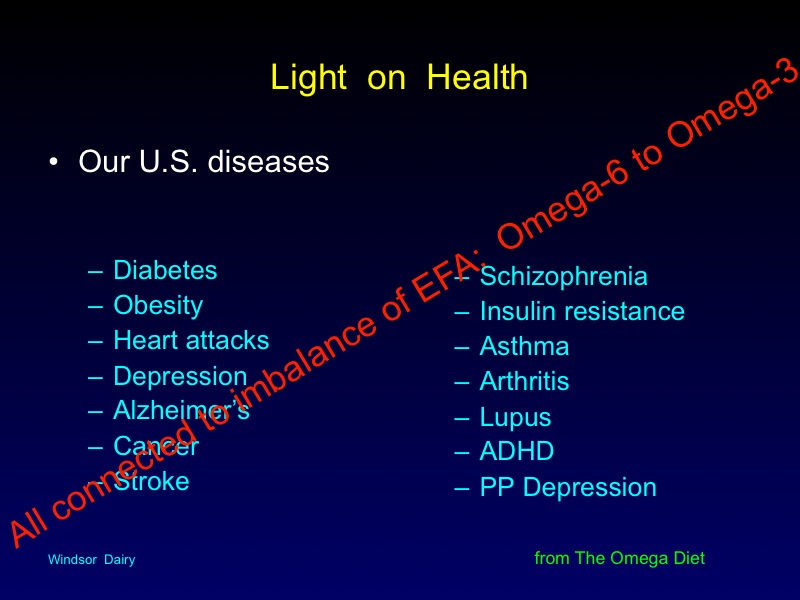 Light on Health
• Our U.S. diseases
– Diabetes
– Obesity
– Heart attacks
– Depression
– Alzheimer's
– Cancer
– Stroke
– Schizophrenia
– Insulin resistance
– Asthma
– Arthritis
– Lupus
– ADHD
– PP Depression
All connected to imbalance of EFA: Omega-6 to Omega-3
Windsor Dairy
from The Omega Diet